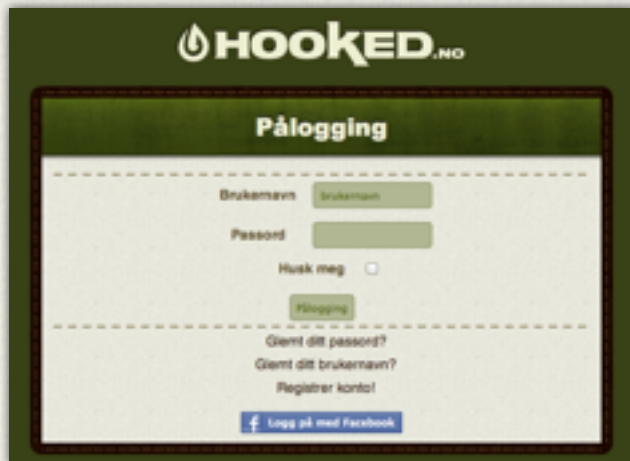 HOOKED.NO
Pålogging
Brukernavn brukernavn
Passord
Husk meg
Pålogging
Glemt ditt passord?
Glemt ditt brukernavn?
Registrer konto!
f Logg på med Facebook